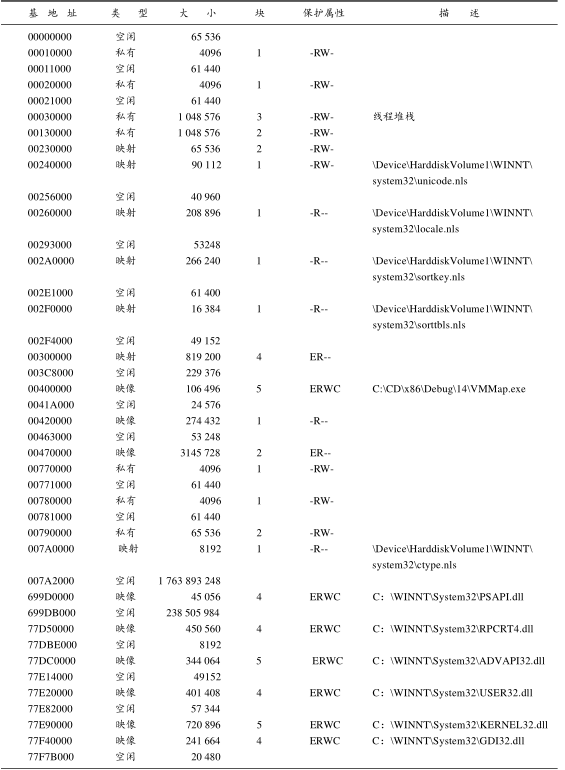 基 地 址 类 型 大 小 块 保护属性 描 述
00000000 空闲 65 536
00010000 私有 4096 1 -RW-
00011000 空闲 61 440
00020000 私有 4096 1 -RW-
00021000 空闲 61 440
00030000 私有 1 048 576 3 -RW- 线程堆栈
00130000 私有 1 048 576 2 -RW-
00230000 映射 65 536 2 -RW-
00240000 映射 90 112 1 -RW- \Device\HarddiskVolume1\WINNT\
system32\unicode.nls
00256000 空闲 40 960
00260000 映射 208 896 1 -R-- \Device\HarddiskVolume1\WINNT\
system32\locale.nls
00293000 空闲 53248
002A0000 映射 266 240 1 -R-- \Device\HarddiskVolume1\WINNT\
system32\sortkey.nls
002E1000 空闲 61 400
002F0000 映射 16 384 1 -R-- \Device\HarddiskVolume1\WINNT\
system32\sorttbls.nls
002F4000 空闲 49 152
00300000 映射 819 200 4 ER--
003C8000 空闲 229 376
00400000 映像 106 496 5 ERWC C:\CD\x86\Debug\14\VMMap.exe
0041A000 空闲 24 576
00420000 映像 274 432 1 -R--
00463000 空闲 53 248
00470000 映像 3145 728 2 ER--
00770000 私有 4096 1 -RW-
00771000 空闲 61 440
00780000 私有 4096 1 -RW-
00781000 空闲 61 440
00790000 私有 65 536 2 -RW-
007A0000 映射 8192 1 -R-- \Device\HarddiskVolume1\WINNT\
system32\ctype.nls
007A2000 空闲 1 763 893 248
699D0000 映像 45 056 4 ERWC C：\WINNT\System32\PSAPI.dll
699DB000 空闲 238 505 984
77D50000 映像 450 560 4 ERWC C：\WINNT\System32\RPCRT4.dll
77DBE000 空闲 8192
77DC0000 映像 344 064 5 ERWC C：\WINNT\System32\ADVAPI32.dll
77E14000 空闲 49152
77E20000 映像 401 408 4 ERWC C：\WINNT\System32\USER32.dll
77E82000 空闲 57 344
77E90000 映像 720 896 5 ERWC C：\WINNT\System32\KERNEL32.dll
77F40000 映像 241 664 4 ERWC C：\WINNT\System32\GDI32.dll
77F7B000 空闲 20 480